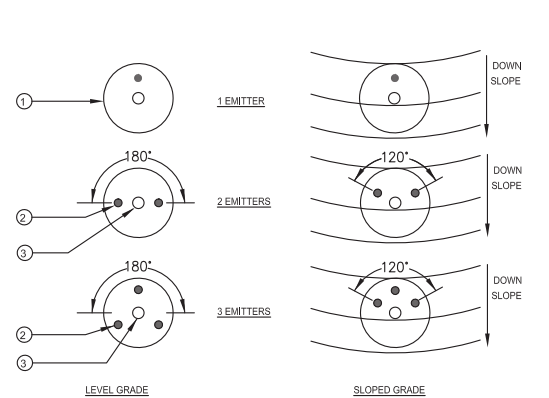 1
1 EMITTER
DOWN
SLOPE
180°
2
3
2 EMITTERS
120°
DOWN
SLOPE
180°
2
3
3 EMITTERS
120°
DOWN
SLOPE
LEVEL GRADE
SLOPED GRADE